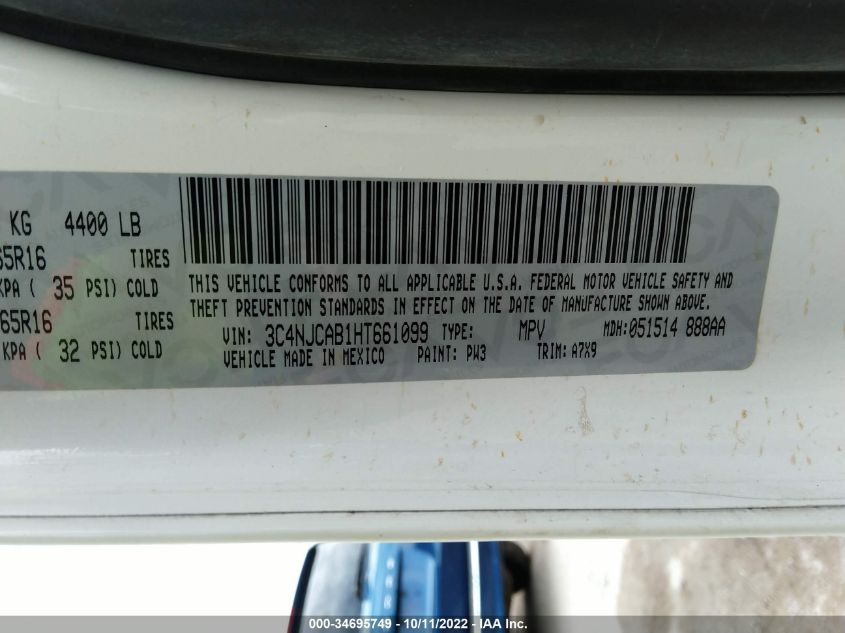 KG 4400 LB
65R16 TIRES
KPA ( 35 PSI) COLD
65R16 TIRES
KPA ( 32 PSI) COLD
THIS VEHICLE CONFORMS TO ALL APPLICABLE U.S.A. FEDERAL MOTOR VEHICLE SAFETY AND
THEFT PREVENTION STANDARDS IN EFFECT ON THE DATE OF MANUFACTURE SHOWN ABOVE.
VIN: 3C4NJCAB1HT661099 TYPE: MPV MDH: 051514 888AA
VEHICLE MADE IN MEXICO PAINT: PW3 TRIM: A7X9
000-34695749 - 10/11/2022 - IAA Inc.